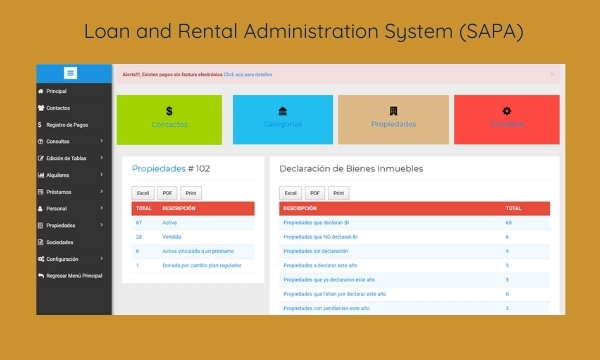 Loan and Rental Administration System (SAPA)
Alerta!!!, Existen pagos sin factura electrónica Click acá para detalles ×
Principal
Contactos
Registro de Pagos
Consultas
Edición de Tablas
Alquileres
Préstamos
Personal
Propiedades
Sociedades
Configuración
Regresar Menú Principal
$
Contactos
Categorías
Propiedades
Propiedades # 102
Excel PDF Print
TOTAL DESCRIPCIÓN
67 Activa
28 Vendida
6 Activa vinculada a un préstamo
1 Donada por cambio plan regulador
Declaración de Bienes Inmuebles
Excel PDF Print
DESCRIPCIÓN TOTAL
Propiedades que declaran BI 68
Propiedades que NO declaran BI 6
Propiedades sin declaración 9
Propiedades a declarar este año 5
Propiedades que ya declararon este año 5
Propiedades que faltan por declarar este año 0
Propiedades con pendientes este año 5